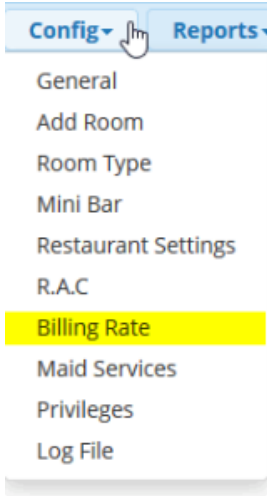 Config Reports
General
Add Room
Room Type
Mini Bar
Restaurant Settings
R.A.C
Billing Rate
Maid Services
Privileges
Log File